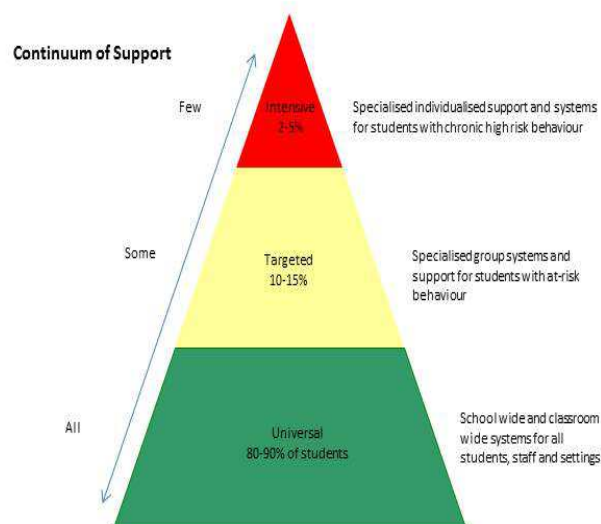 Continuum of Support
Few
Intensive
2-5%
Specialised individualised support and systems
for students with chronic high risk behaviour
Some
Targeted
10-15%
Specialised group systems and
support for students with at-risk
behaviour
All
Universal
80-90% of students
School wide and classroom
wide systems for all
students, staff and settings